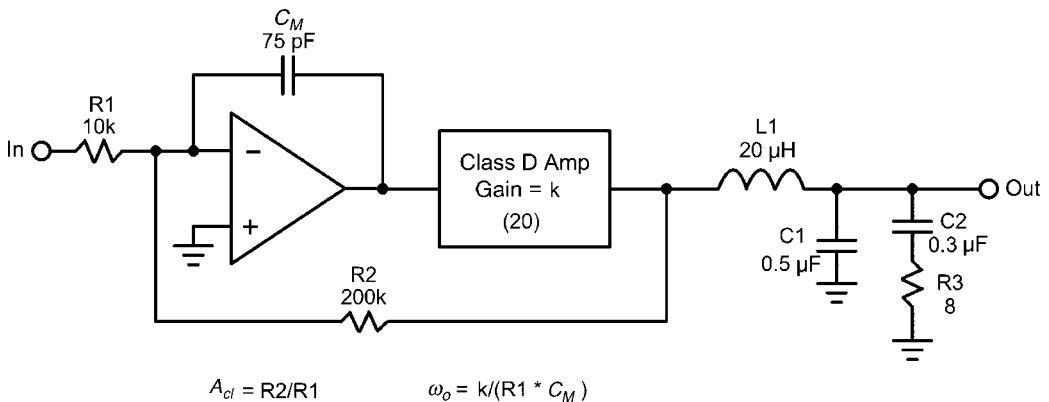 C_M
75 pF
R1
10k
In
−
+
Class D Amp
Gain = k
(20)
L1
20 µH
Out
C1
0.5 µF
C2
0.3 µF
R3
8
R2
200k
A_cl = R2/R1
ω_o = k/(R1 * C_M)